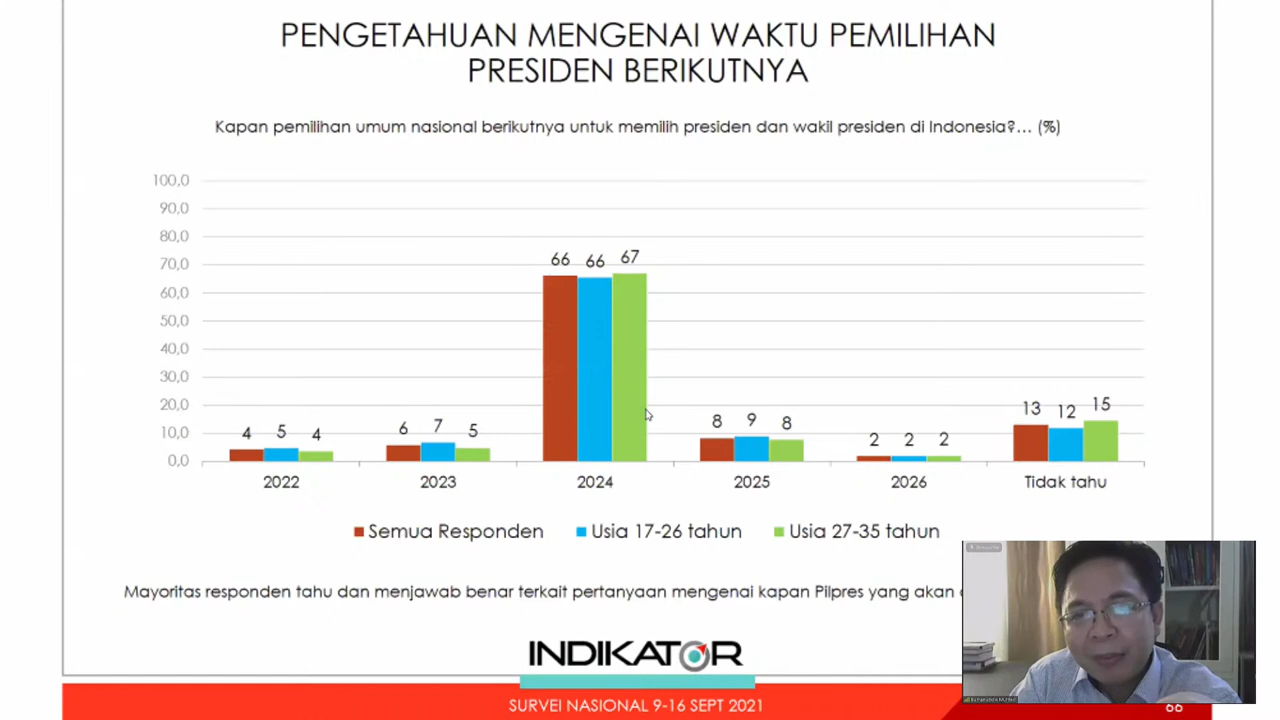 PENGETAHUAN MENGENAI WAKTU PEMILIHAN
PRESIDEN BERIKUTNYA
Kapan pemilihan umum nasional berikutnya untuk memilih presiden dan wakil presiden di Indonesia?... (%)
100,0
90,0
80,0
70,0
60,0
50,0
40,0
30,0
20,0
10,0
0,0
4 5 4
6 7 5
66 66 67
8 9 8
2 2 2
13 12 15
2022 2023 2024 2025 2026 Tidak tahu
Semua Responden Usia 17-26 tahun Usia 27-35 tahun
Mayoritas responden tahu dan menjawab benar terkait pertanyaan mengenai kapan Pilpres yang akan
INDIKATOR
SURVEI NASIONAL 9-16 SEPT 2021
66